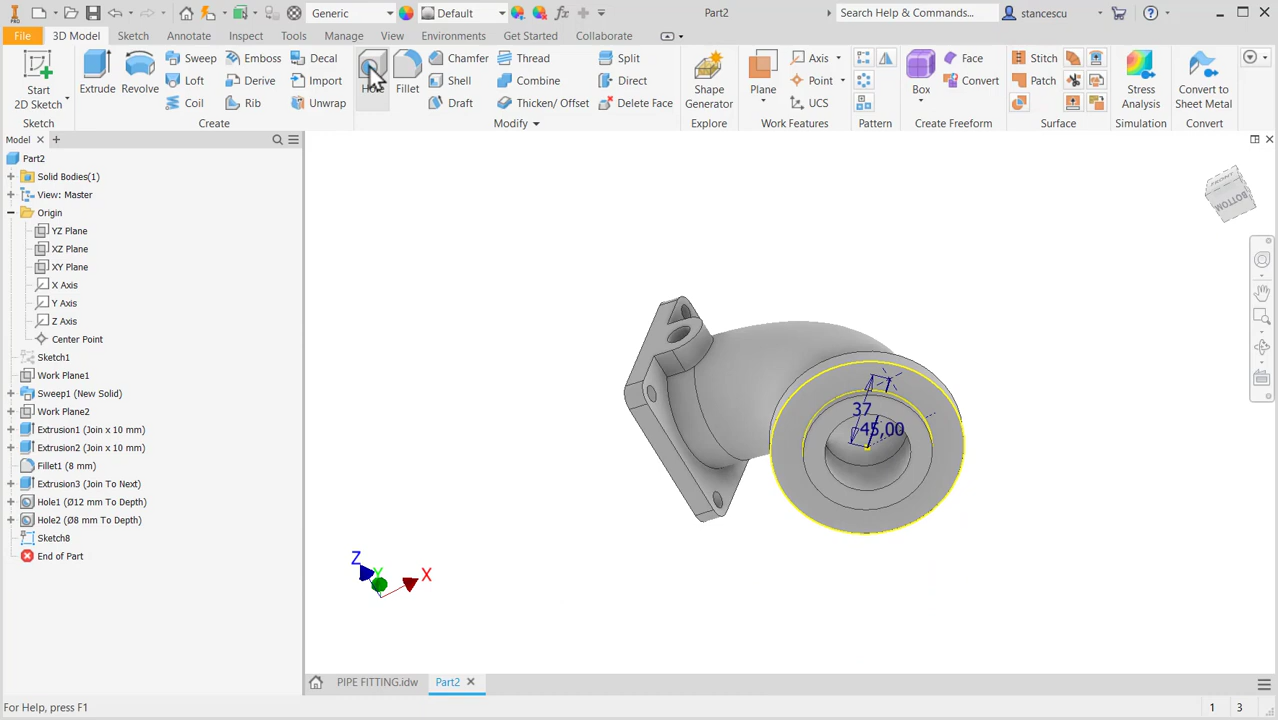 PRO
Generic
Default
fx
Part2
Search Help & Commands...
stancescu
File
3D Model
Sketch
Annotate
Inspect
Tools
Manage
View
Environments
Get Started
Collaborate
Start
2D Sketch
Extrude
Revolve
Sweep
Loft
Coil
Emboss
Derive
Rib
Decal
Import
Unwrap
Fillet
Chamfer
Shell
Draft
Thread
Combine
Thicken/ Offset
Split
Direct
Delete Face
Shape
Generator
Plane
Axis
Point
UCS
Box
Face
Convert
Stitch
Patch
Stress
Analysis
Convert to
Sheet Metal
Sketch
Create
Modify
Explore
Work Features
Pattern
Create Freeform
Surface
Simulation
Convert
Model
Part2
Solid Bodies(1)
View: Master
Origin
YZ Plane
XZ Plane
XY Plane
X Axis
Y Axis
Z Axis
Center Point
Sketch1
Work Plane1
Sweep1 (New Solid)
Work Plane2
Extrusion1 (Join x 10 mm)
Extrusion2 (Join x 10 mm)
Fillet1 (8 mm)
Extrusion3 (Join To Next)
Hole1 (Ø12 mm To Depth)
Hole2 (Ø8 mm To Depth)
Sketch8
End of Part
FRONT
BOTTOM
37
45,00
Z
Y
X
PIPE FITTING.idw
Part2
For Help, press F1
1
3